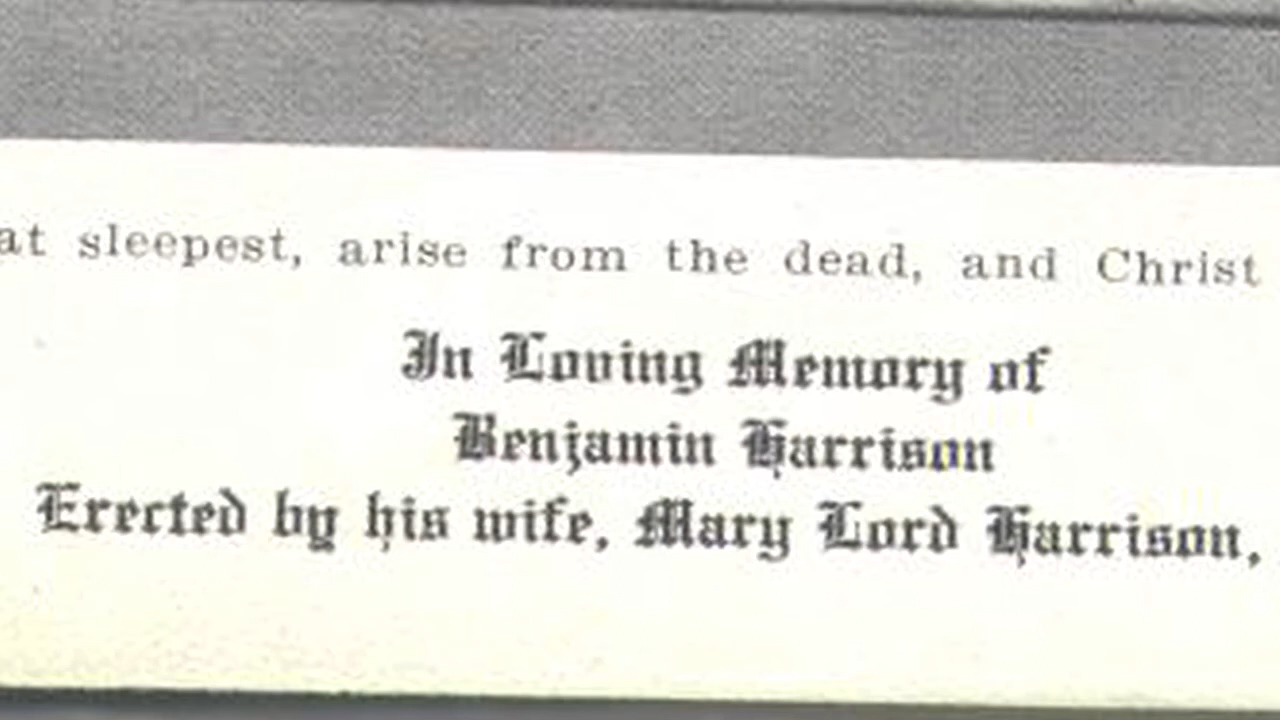 at sleepest, arise from the dead, and Christ
In Loving Memory of
Benjamin Harrison
Erected by his wife, Mary Lord Harrison,